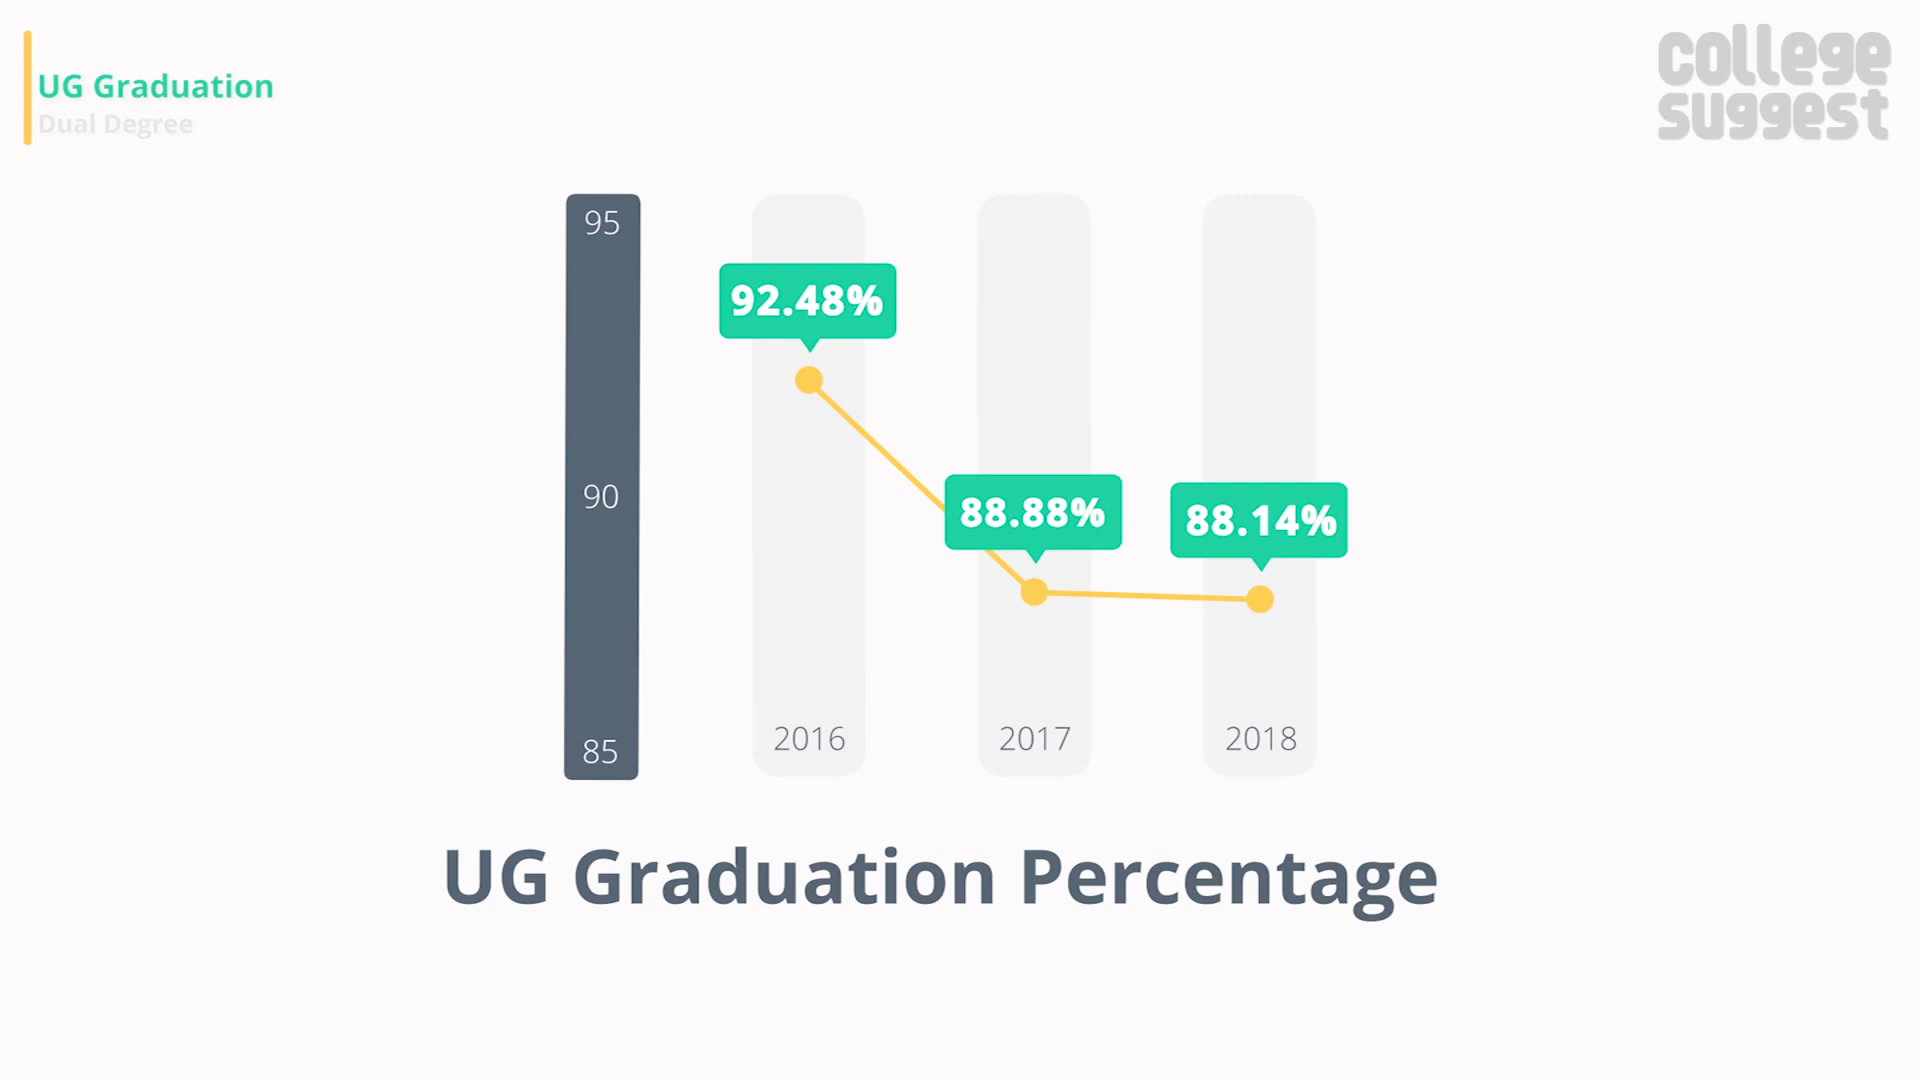 UG Graduation
Dual Degree
college
suggest
95
90
85
92.48%
88.88%
88.14%
2016
2017
2018
UG Graduation Percentage